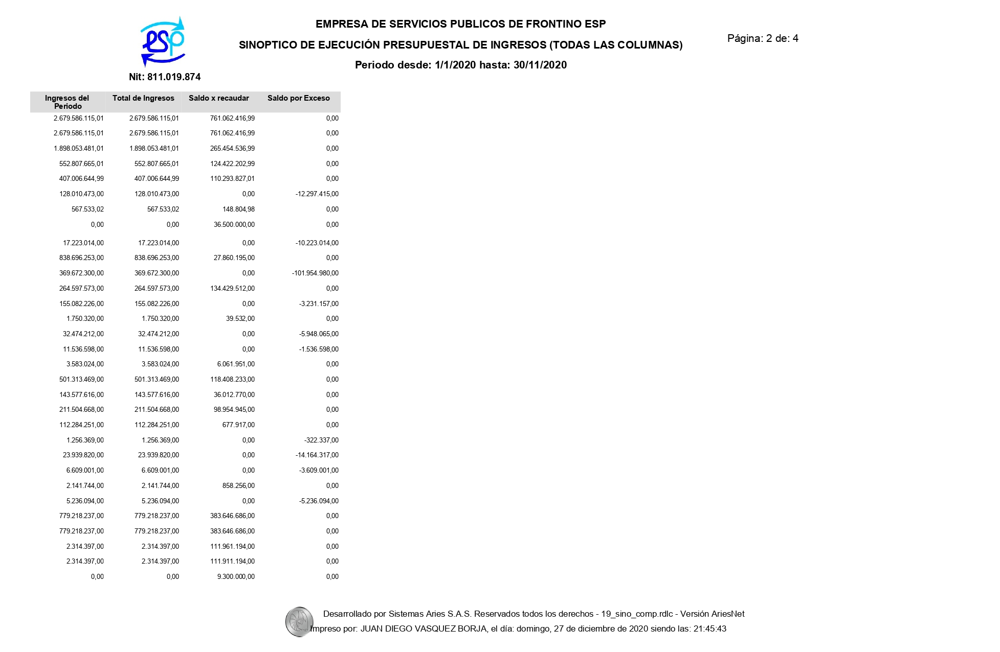 EMPRESA DE SERVICIOS PUBLICOS DE FRONTINO ESP
SINOPTICO DE EJECUCIÓN PRESUPUESTAL DE INGRESOS (TODAS LAS COLUMNAS)
Página: 2 de: 4
Periodo desde: 1/1/2020 hasta: 30/11/2020
esp
Nit: 811.019.874
Ingresos del Periodo Total de Ingresos Saldo x recaudar Saldo por Exceso
2.679.586.115,01 2.679.586.115,01 761.062.416,99 0,00
2.679.586.115,01 2.679.586.115,01 761.062.416,99 0,00
1.898.053.481,01 1.898.053.481,01 265.454.536,99 0,00
552.807.665,01 552.807.665,01 124.422.202,99 0,00
407.006.644,99 407.006.644,99 110.293.827,01 0,00
128.010.473,00 128.010.473,00 0,00 -12.297.415,00
567.533,02 567.533,02 148.804,98 0,00
0,00 0,00 36.500.000,00 0,00
17.223.014,00 17.223.014,00 0,00 -10.223.014,00
838.696.253,00 838.696.253,00 27.860.195,00 0,00
369.672.300,00 369.672.300,00 0,00 -101.954.980,00
264.597.573,00 264.597.573,00 134.429.512,00 0,00
155.082.226,00 155.082.226,00 0,00 -3.231.157,00
1.750.320,00 1.750.320,00 39.532,00 0,00
32.474.212,00 32.474.212,00 0,00 -5.948.065,00
11.536.598,00 11.536.598,00 0,00 -1.536.598,00
3.583.024,00 3.583.024,00 6.061.951,00 0,00
501.313.469,00 501.313.469,00 118.408.233,00 0,00
143.577.616,00 143.577.616,00 36.012.770,00 0,00
211.504.668,00 211.504.668,00 98.954.945,00 0,00
112.284.251,00 112.284.251,00 677.917,00 0,00
1.256.369,00 1.256.369,00 0,00 -322.337,00
23.939.820,00 23.939.820,00 0,00 -14.164.317,00
6.609.001,00 6.609.001,00 0,00 -3.609.001,00
2.141.744,00 2.141.744,00 858.256,00 0,00
5.236.094,00 5.236.094,00 0,00 -5.236.094,00
779.218.237,00 779.218.237,00 383.646.686,00 0,00
779.218.237,00 779.218.237,00 383.646.686,00 0,00
2.314.397,00 2.314.397,00 111.961.194,00 0,00
2.314.397,00 2.314.397,00 111.911.194,00 0,00
0,00 0,00 9.300.000,00 0,00
Desarrollado por Sistemas Aries S.A.S. Reservados todos los derechos - 19_sino_comp.rdlc - Versión AriesNet
Impreso por: JUAN DIEGO VASQUEZ BORJA, el día: domingo, 27 de diciembre de 2020 siendo las: 21:45:43